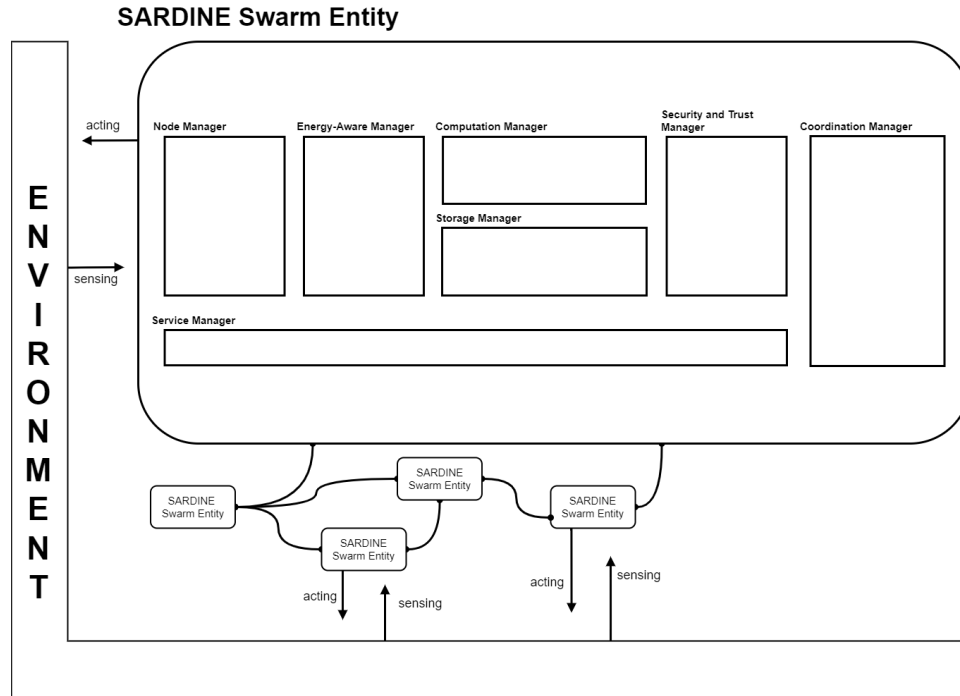 SARDINE Swarm Entity
ENVIRONMENT
acting
sensing
Node Manager
Energy-Aware Manager
Computation Manager
Security and Trust
Manager
Coordination Manager
Storage Manager
Service Manager
SARDINE
Swarm Entity
SARDINE
Swarm Entity
SARDINE
Swarm Entity
SARDINE
Swarm Entity
acting
sensing
acting
sensing